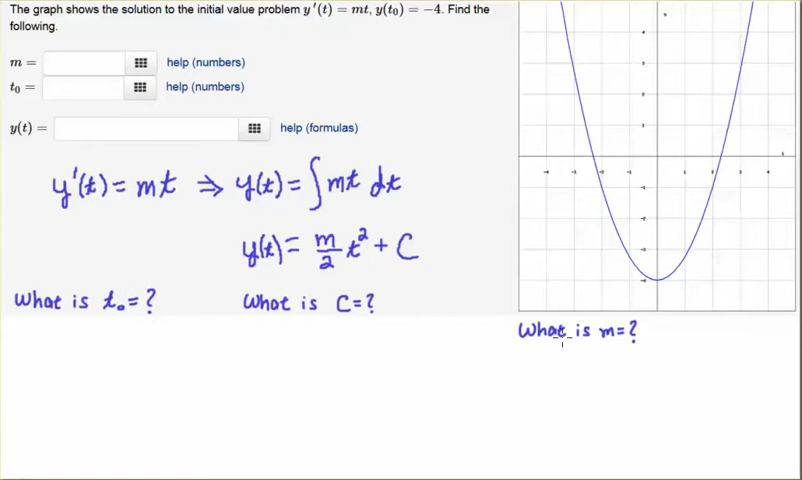 The graph shows the solution to the initial value problem y′(t) = mt, y(t₀) = −4. Find the
following.
m =
help (numbers)
t₀ =
help (numbers)
y(t) =
help (formulas)
y'(t) = mt ⇒ y(t) = ∫ mt dt
y(t) = m/2 t² + C
What is t₀ = ?
What is C = ?
What is m = ?